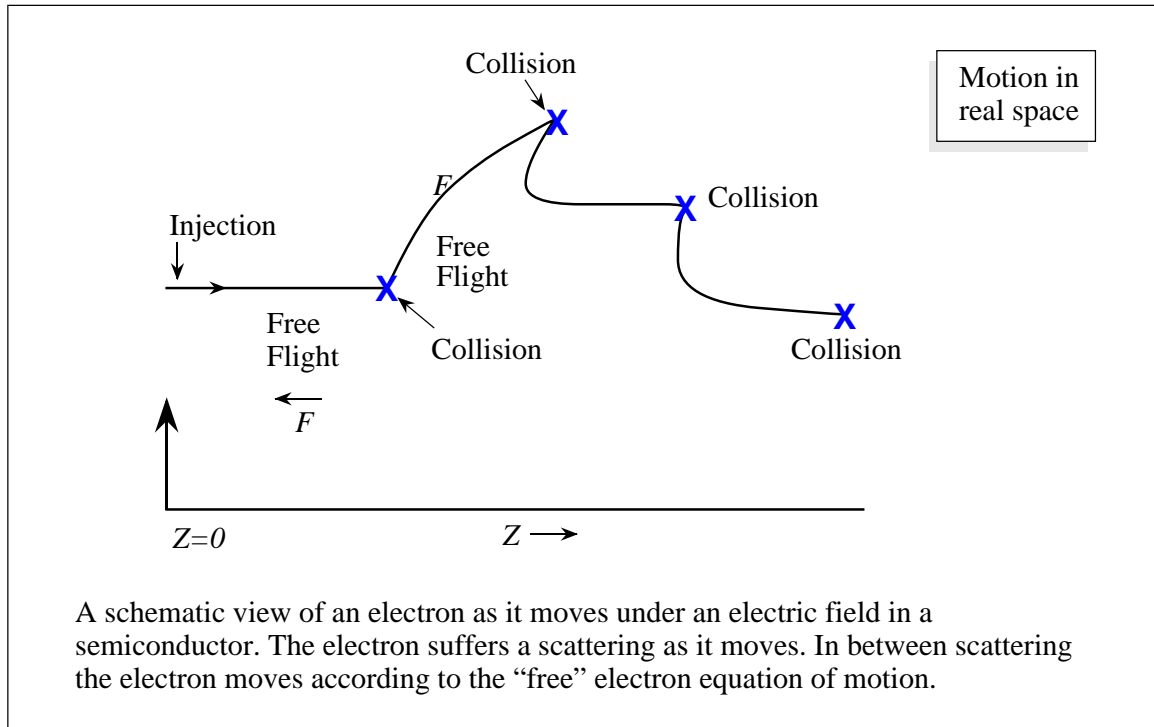 Collision
Motion in
real space
F
Collision
Injection
Free
Flight
Free
Flight
Collision
Collision
F
Z=0
Z
A schematic view of an electron as it moves under an electric field in a
semiconductor. The electron suffers a scattering as it moves. In between scattering
the electron moves according to the “free” electron equation of motion.